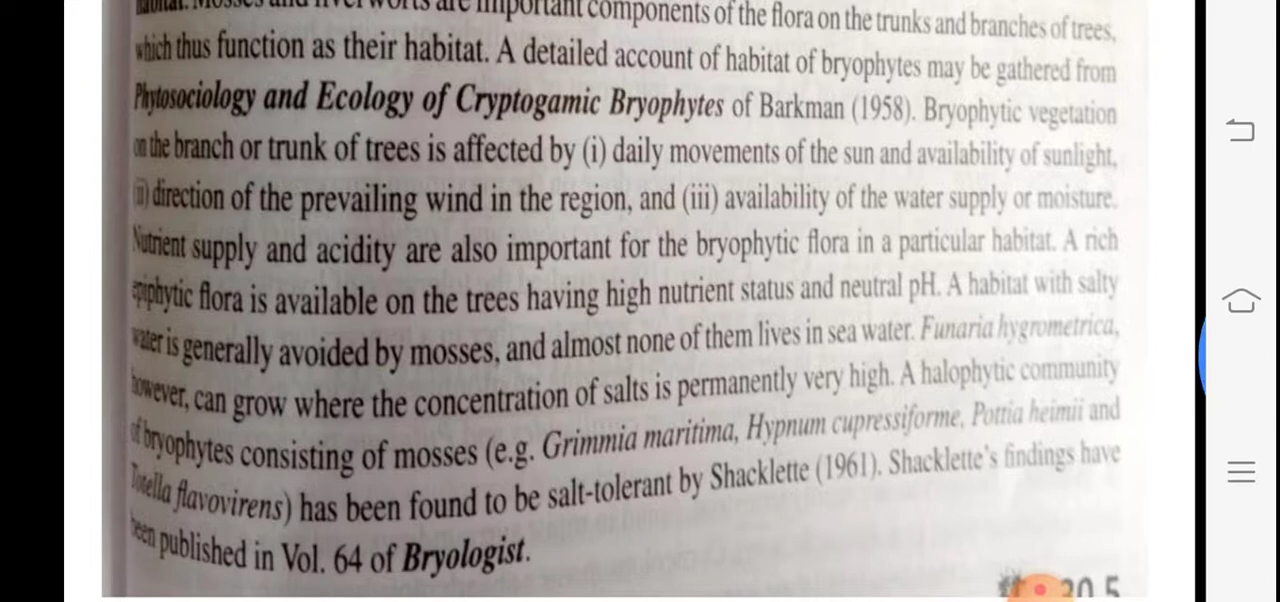 habitat. Mosses and liverworts are important components of the flora on the trunks and branches of trees,
which thus function as their habitat. A detailed account of habitat of bryophytes may be gathered from
Phytosociology and Ecology of Cryptogamic Bryophytes of Barkman (1958). Bryophytic vegetation
on the branch or trunk of trees is affected by (i) daily movements of the sun and availability of sunlight,
(ii) direction of the prevailing wind in the region, and (iii) availability of the water supply or moisture.
Nutrient supply and acidity are also important for the bryophytic flora in a particular habitat. A rich
epiphytic flora is available on the trees having high nutrient status and neutral pH. A habitat with salty
water is generally avoided by mosses, and almost none of them lives in sea water. Funaria hygrometrica,
however, can grow where the concentration of salts is permanently very high. A halophytic community
of bryophytes consisting of mosses (e.g. Grimmia maritima, Hypnum cupressiforme, Pottia heimii and
flavovirens) has been found to be salt-tolerant by Shacklette (1961). Shacklette's findings have
been published in Vol. 64 of Bryologist.